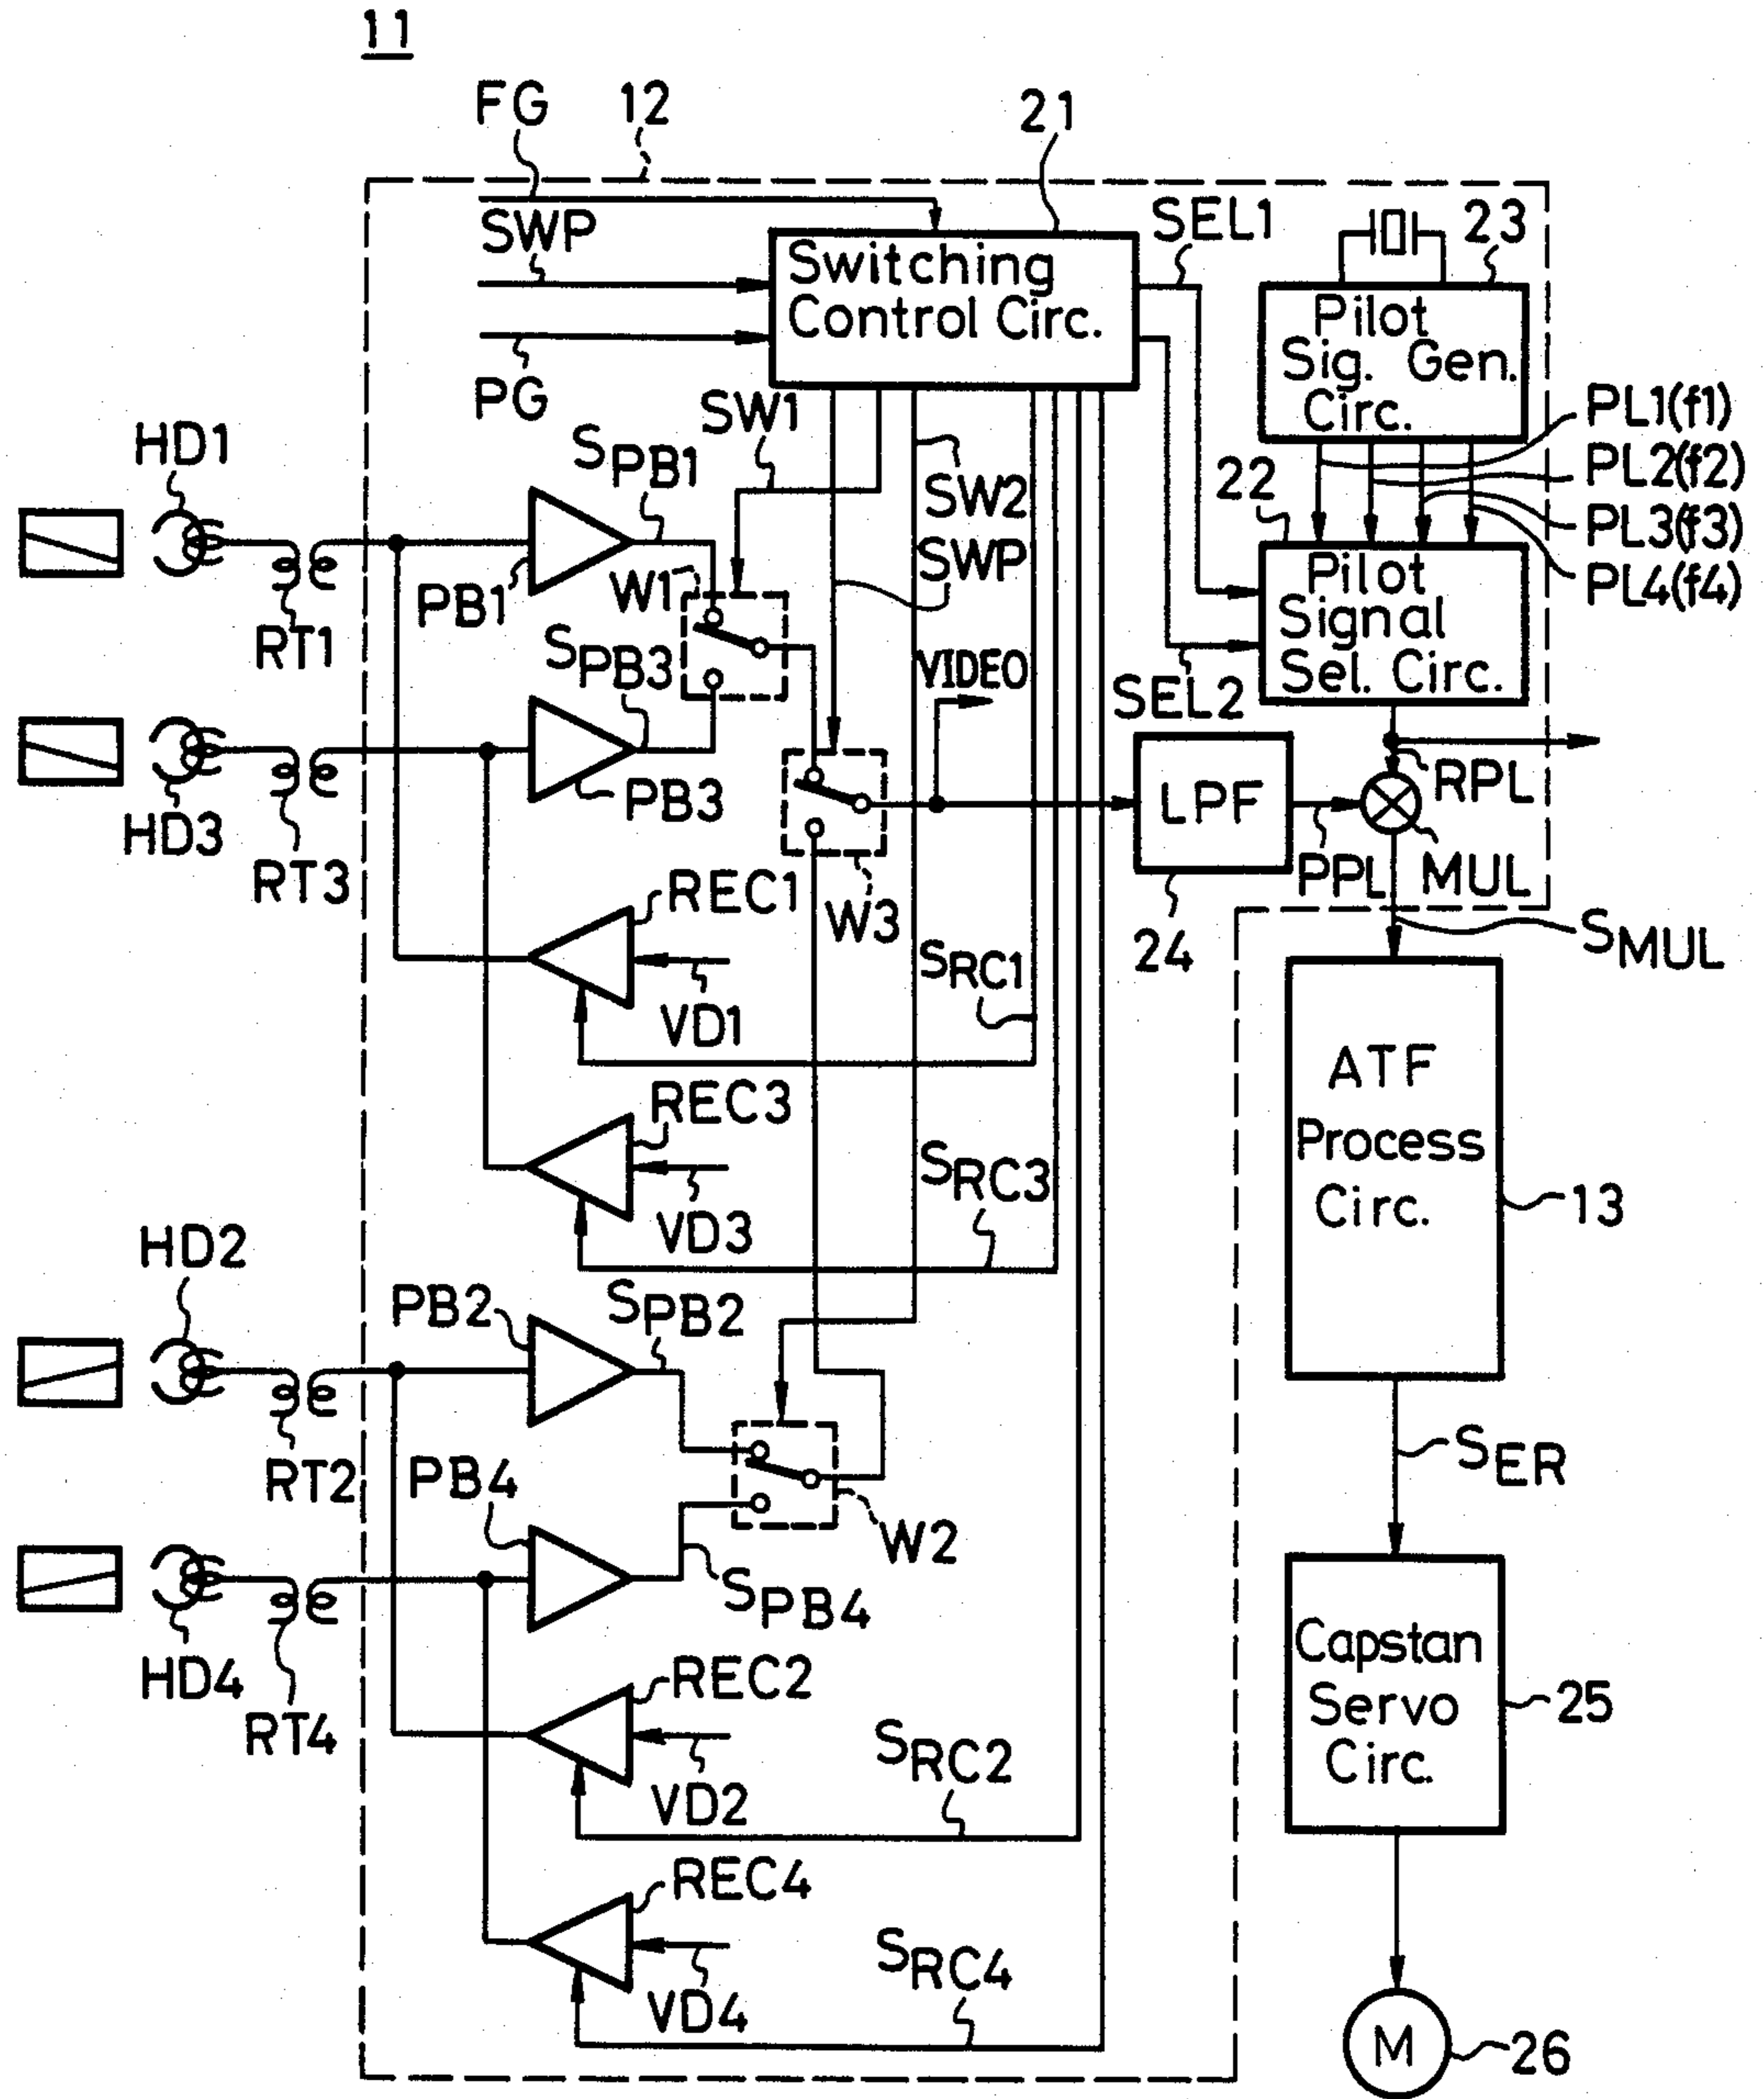 11
FG
12
21
SWP
SEL1
23
Switching
Control Circ.
Pilot
Sig. Gen.
Circ.
PG
SW1
PL1(f1)
HD1
SPB1
SW2
22
PL2(f2)
PL3(f3)
SWP
PL4(f4)
PB1
W1
Pilot
Signal
Sel. Circ.
RT1
SPB3
VIDEO
SEL2
RPL
HD3
PB3
LPF
RT3
REC1
W3
PPL
MUL
24
SMUL
SRC1
VD1
ATF
Process
Circ.
REC3
SRC3
13
VD3
HD2
PB2
SPB2
RT2
PB4
SER
W2
SPB4
HD4
REC2
Capstan
Servo
Circ.
25
RT4
SRC2
VD2
REC4
SRC4
VD4
M
26